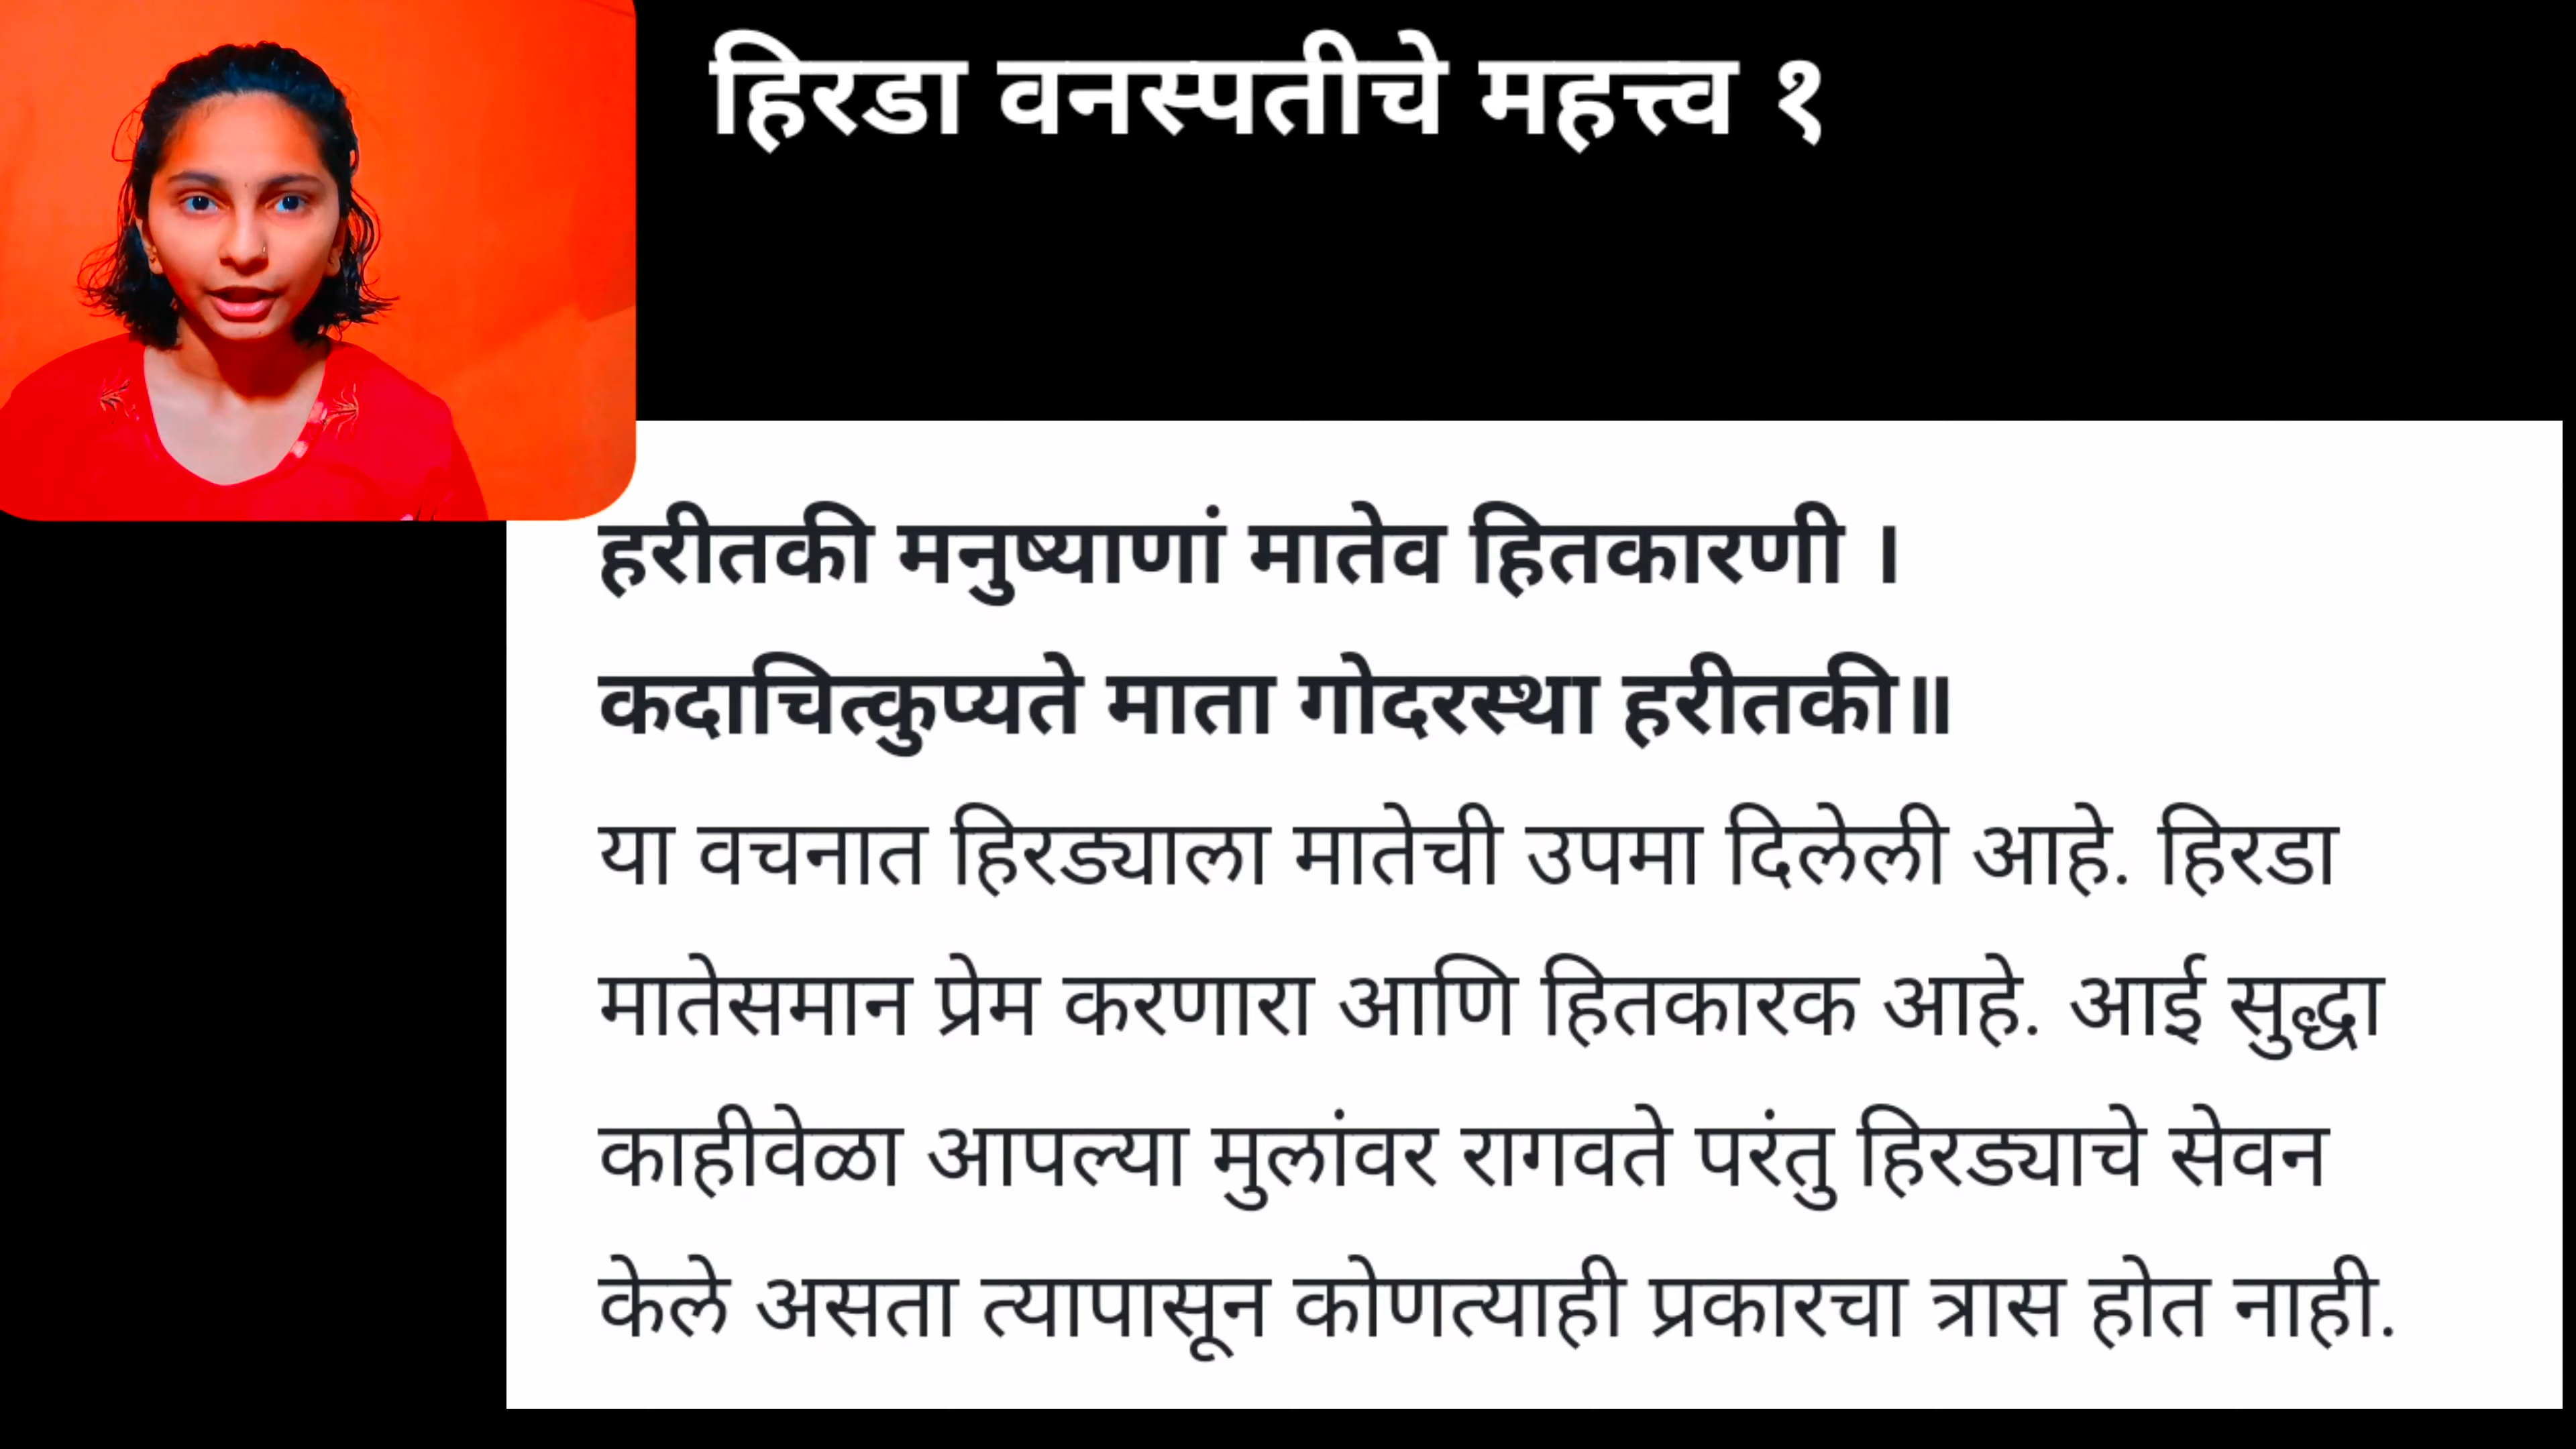 हिरडा वनस्पतीचे महत्त्व १
हरीतकी मनुष्याणां मातेव हितकारणी ।
कदाचित्कुप्यते माता गोदरस्था हरीतकी॥
या वचनात हिरड्याला मातेची उपमा दिलेली आहे. हिरडा
मातेसमान प्रेम करणारा आणि हितकारक आहे. आई सुद्धा
काहीवेळा आपल्या मुलांवर रागवते परंतु हिरड्याचे सेवन
केले असता त्यापासून कोणत्याही प्रकारचा त्रास होत नाही.